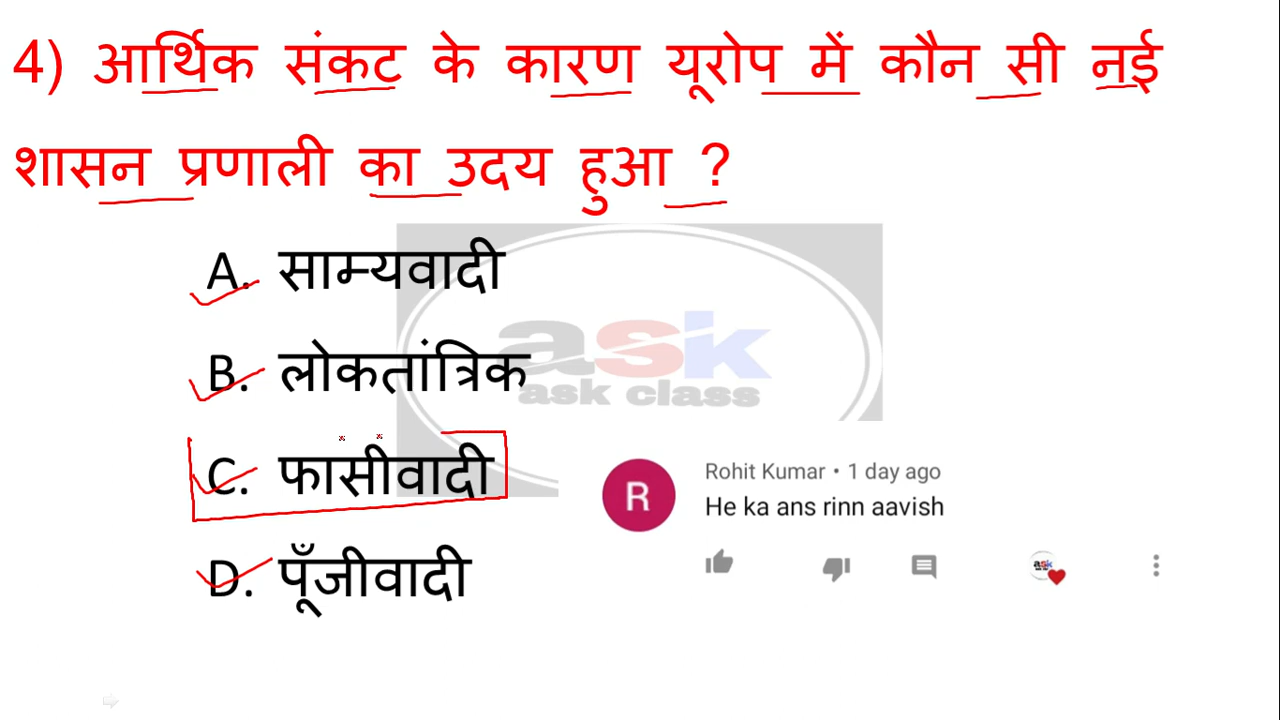 4) आर्थिक संकट के कारण यूरोप में कौन सी नई
शासन प्रणाली का उदय हुआ ?
A. साम्यवादी
B. लोकतांत्रिक
C. फासीवादी
D. पूँजीवादी
ask
ask class
R
Rohit Kumar • 1 day ago
He ka ans rinn aavish
ask